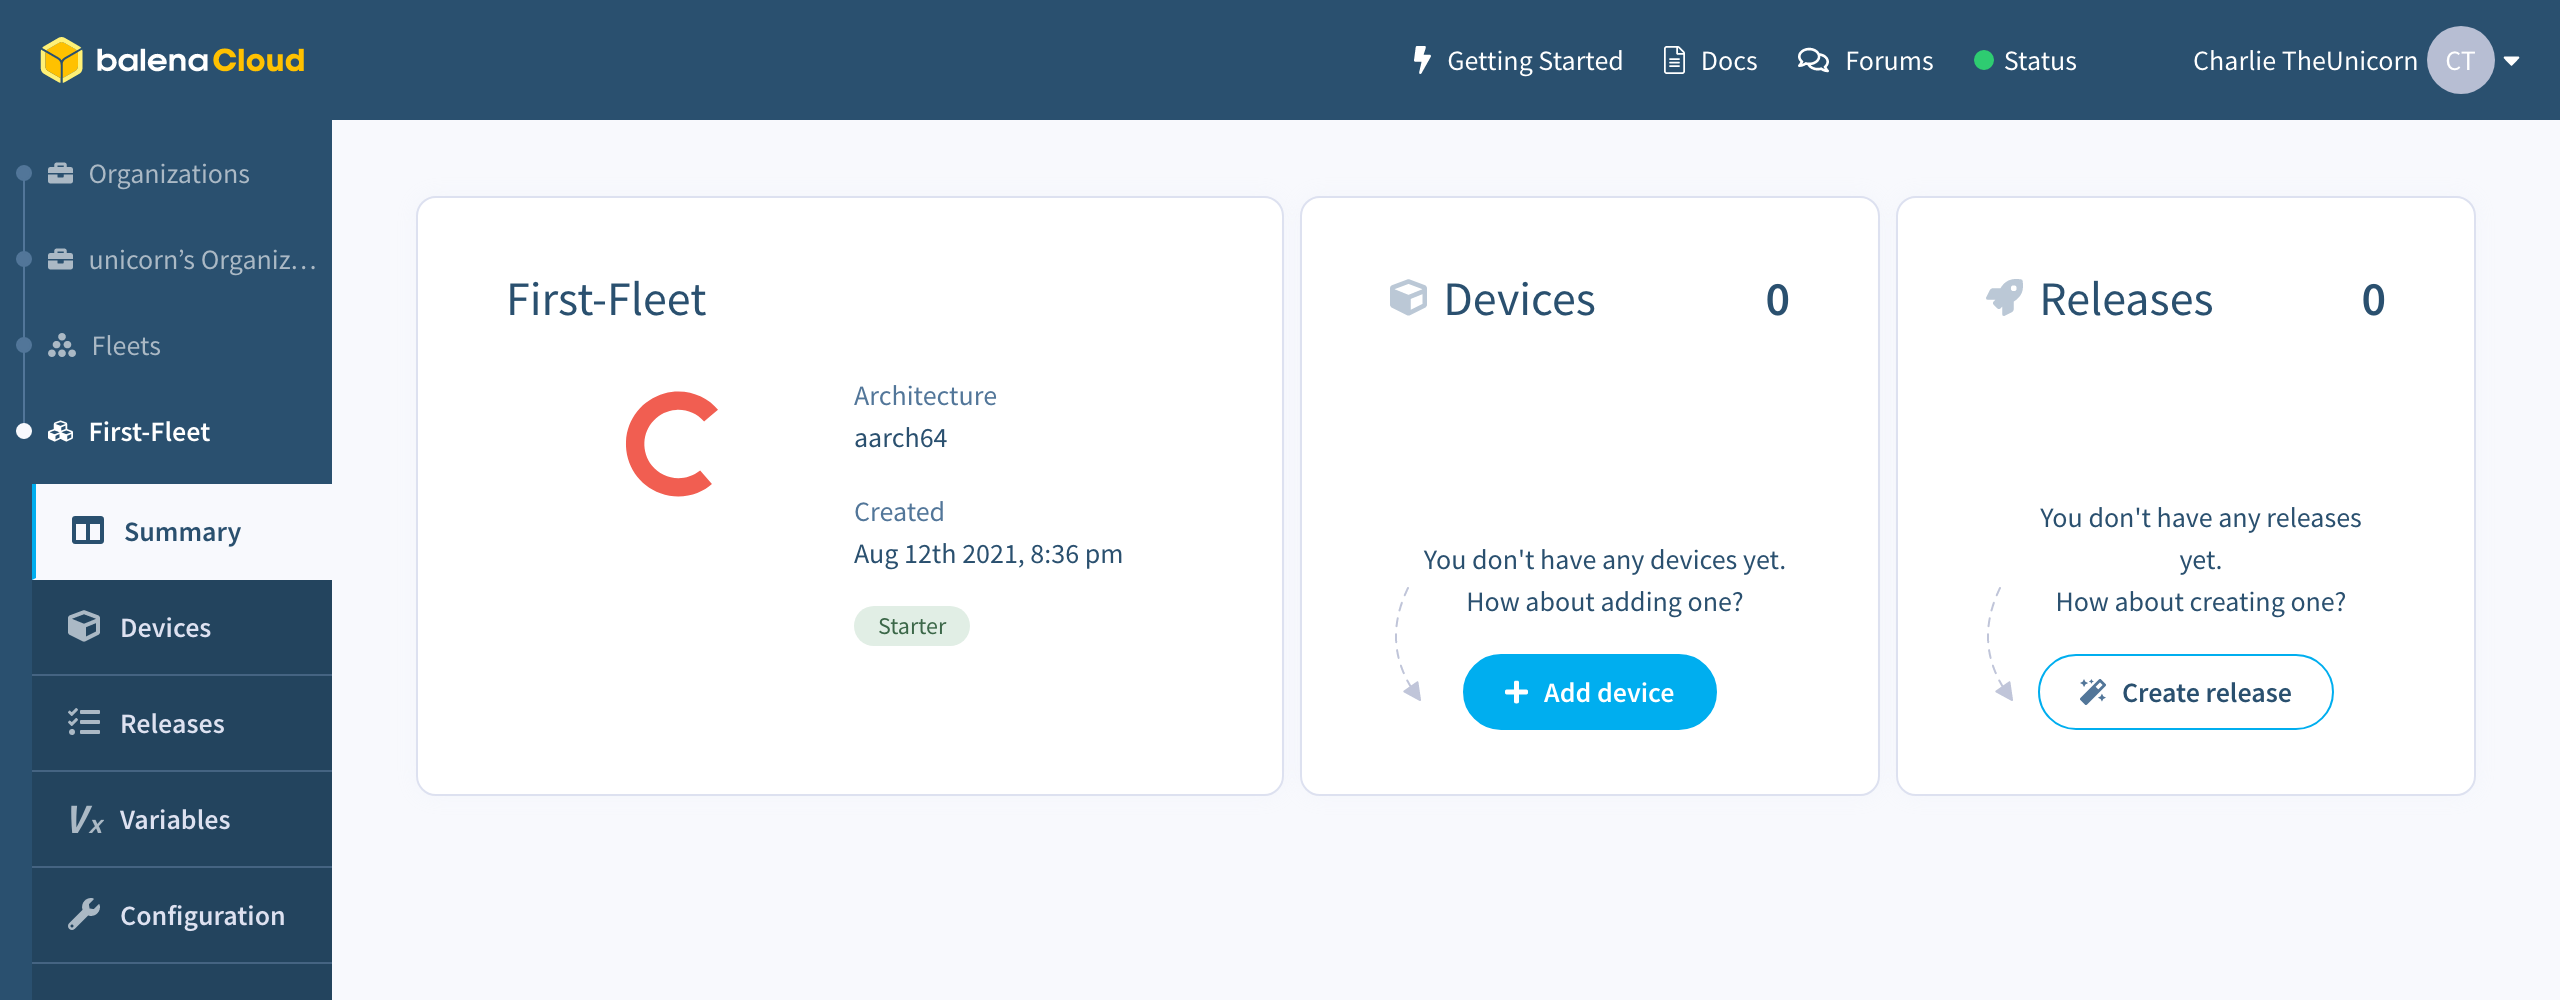 balenaCloud
Getting Started
Docs
Forums
Status
Charlie TheUnicorn
CT
Organizations
unicorn’s Organiz…
Fleets
First-Fleet
Summary
Devices
Releases
Variables
Configuration
First-Fleet
Architecture
aarch64
Created
Aug 12th 2021, 8:36 pm
Starter
Devices 0
You don't have any devices yet.
How about adding one?
Add device
Releases 0
You don't have any releases
yet.
How about creating one?
Create release